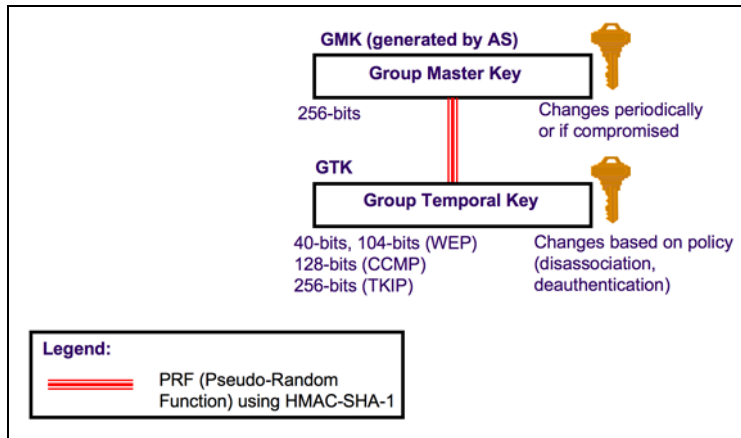 GMK (generated by AS)
Group Master Key
256-bits
Changes periodically
or if compromised
GTK
Group Temporal Key
40-bits, 104-bits (WEP)
128-bits (CCMP)
256-bits (TKIP)
Changes based on policy
(disassociation,
deauthentication)
Legend:
PRF (Pseudo-Random
Function) using HMAC-SHA-1